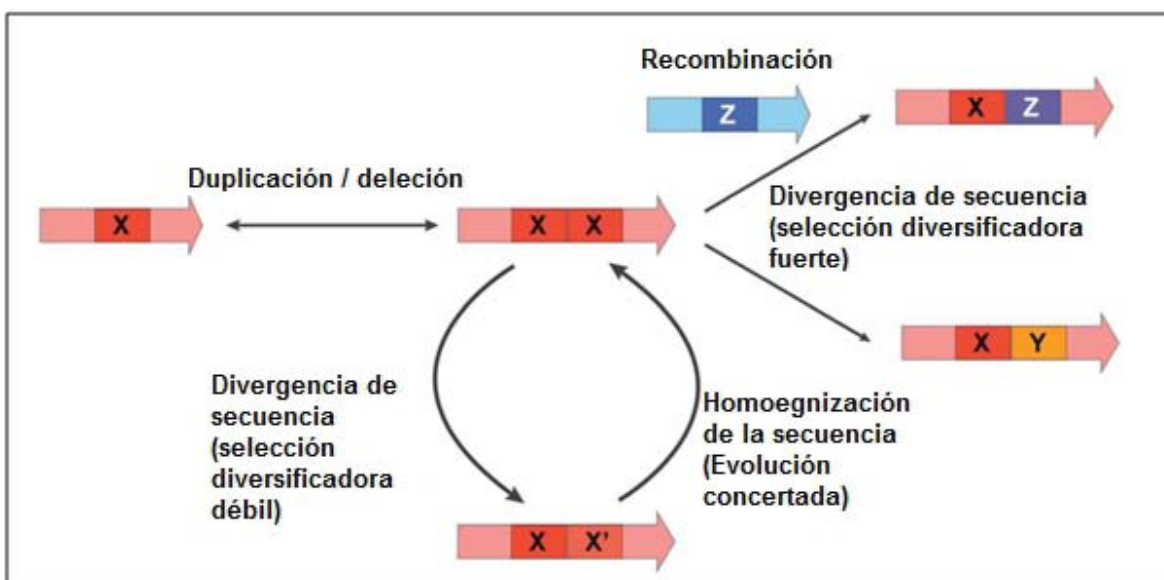 Recombinación
Z
X Z
Duplicación / deleción
X
X X
Divergencia de secuencia
(selección diversificadora
fuerte)
X Y
Divergencia de
secuencia
(selección
diversificadora
débil)
Homoegnización
de la secuencia
(Evolución
concertada)
X X’